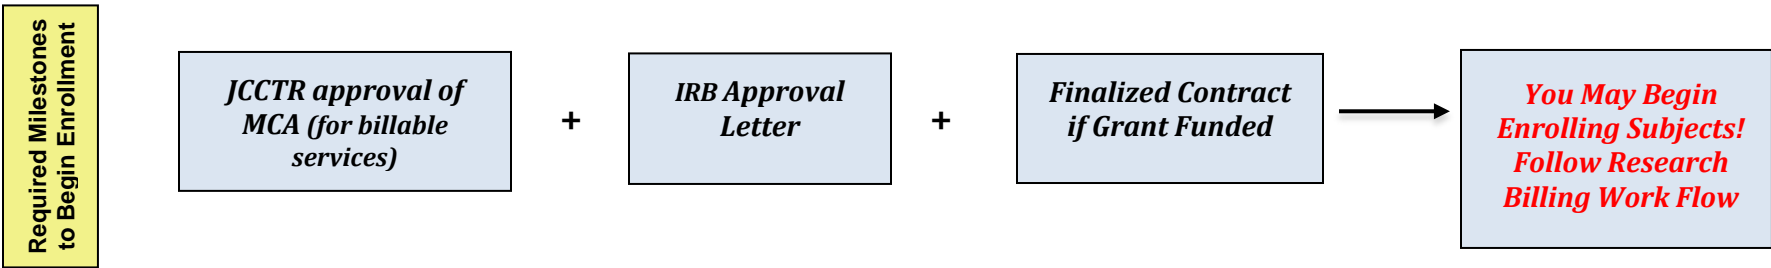 Required Milestones
to Begin Enrollment
JCCTR approval of
MCA (for billable
services)
+
IRB Approval
Letter
+
Finalized Contract
if Grant Funded
You May Begin
Enrolling Subjects!
Follow Research
Billing Work Flow